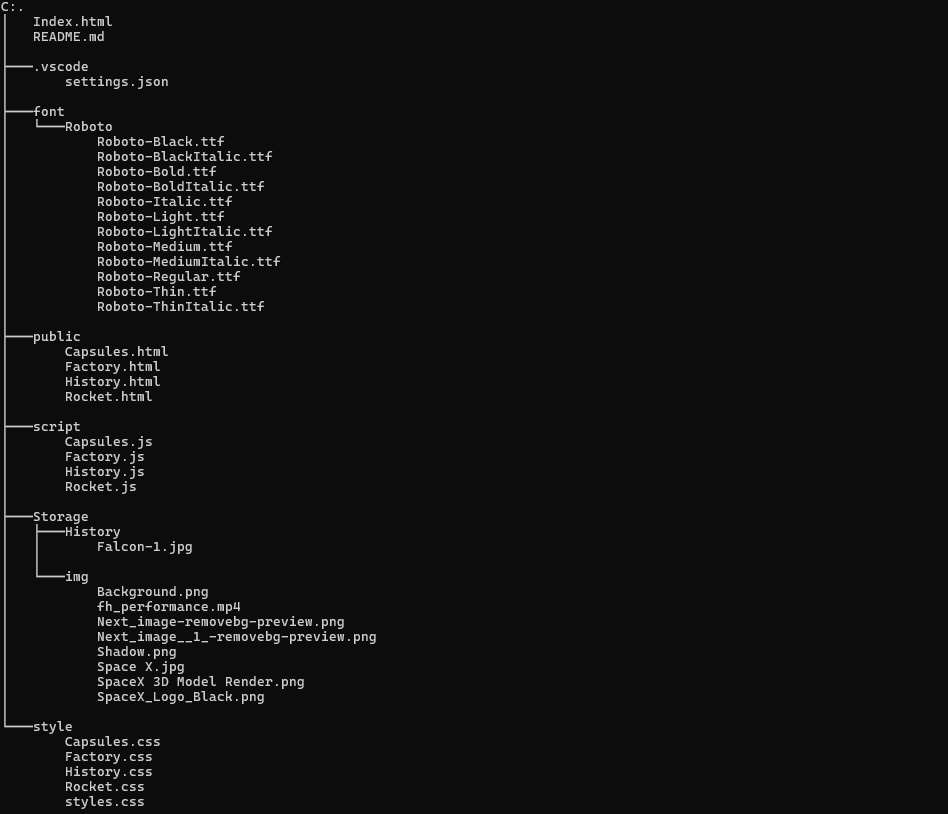 C:.
Index.html
README.md
.vscode
settings.json
font
Roboto
Roboto-Black.ttf
Roboto-BlackItalic.ttf
Roboto-Bold.ttf
Roboto-BoldItalic.ttf
Roboto-Italic.ttf
Roboto-Light.ttf
Roboto-LightItalic.ttf
Roboto-Medium.ttf
Roboto-MediumItalic.ttf
Roboto-Regular.ttf
Roboto-Thin.ttf
Roboto-ThinItalic.ttf
public
Capsules.html
Factory.html
History.html
Rocket.html
script
Capsules.js
Factory.js
History.js
Rocket.js
Storage
History
Falcon-1.jpg
img
Background.png
fh_performance.mp4
Next_image-removebg-preview.png
Next_image__1_-removebg-preview.png
Shadow.png
Space X.jpg
SpaceX 3D Model Render.png
SpaceX_Logo_Black.png
style
Capsules.css
Factory.css
History.css
Rocket.css
styles.css